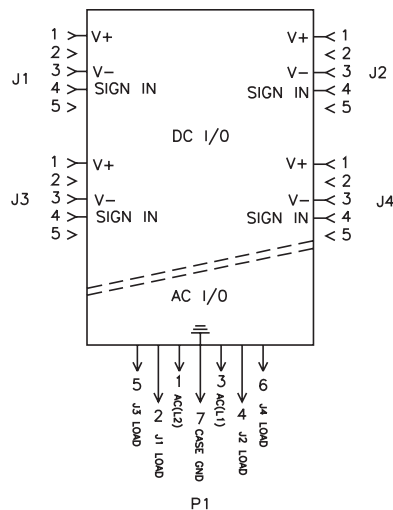 1 V+ V+ 1
2 2
J1 3 V− V− 3 J2
4 SIGN IN SIGN IN 4
5 5
DC I/O
1 V+ V+ 1
2 2
J3 3 V− V− 3 J4
4 SIGN IN SIGN IN 4
5 5
AC I/O
5 J3 LOAD
2 J1 LOAD
1 AC(L2)
7 CASE GND
3 AC(L1)
4 J2 LOAD
6 J4 LOAD
P1